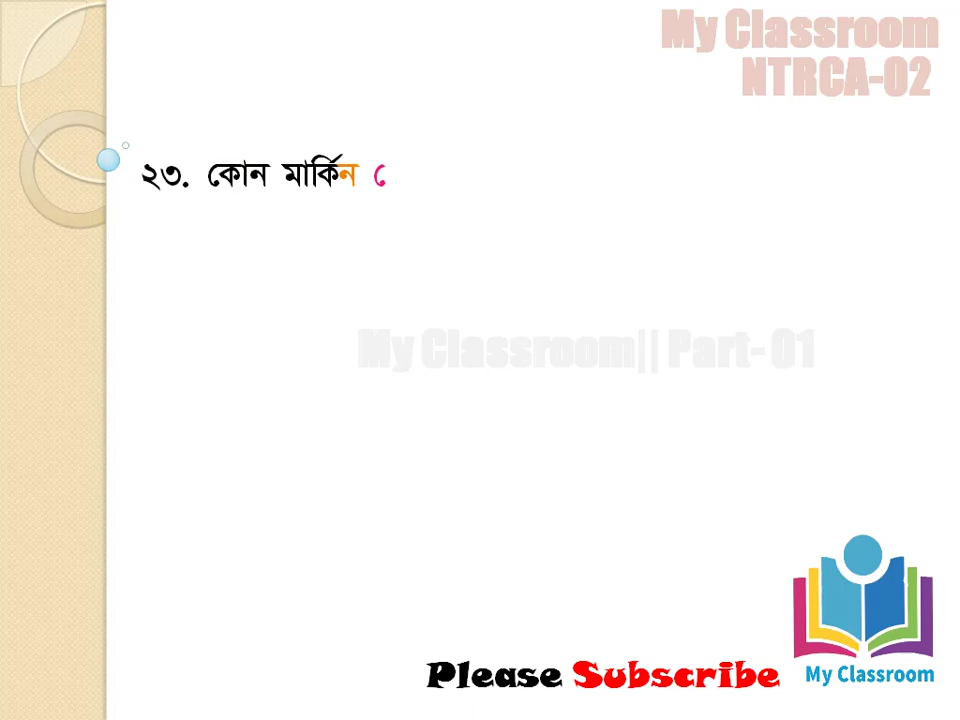 My Classroom
NTRCA-02
২৩. কোন মার্কিন ে
My Classroom|| Part- 01
My Classroom
Please Subscribe